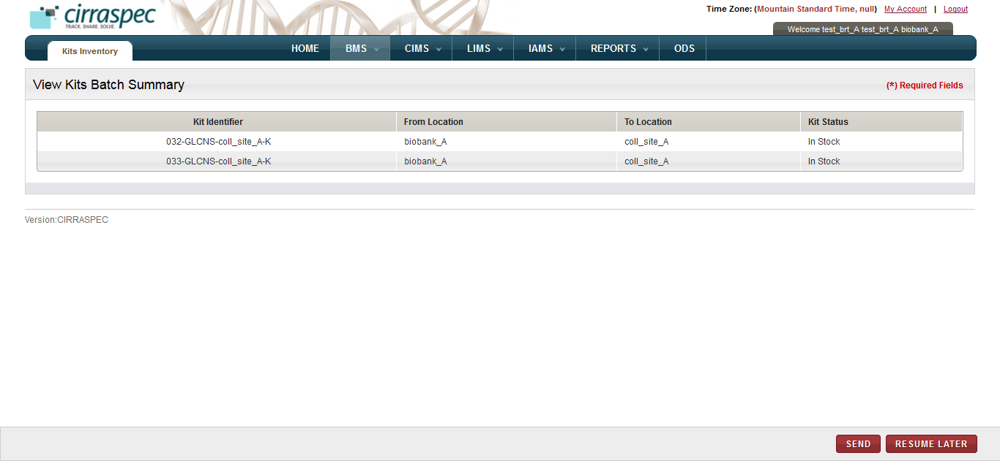 cirraspec
TRACK. SHARE. SOLVE.
Time Zone: (Mountain Standard Time, null) My Account | Logout
Welcome test_brt_A test_brt_A biobank_A
Kits Inventory
HOME BMS CIMS LIMS IAMS REPORTS ODS
View Kits Batch Summary
(*) Required Fields
Kit Identifier From Location To Location Kit Status
032-GLCNS-coll_site_A-K biobank_A coll_site_A In Stock
033-GLCNS-coll_site_A-K biobank_A coll_site_A In Stock
Version:CIRRASPEC
SEND RESUME LATER